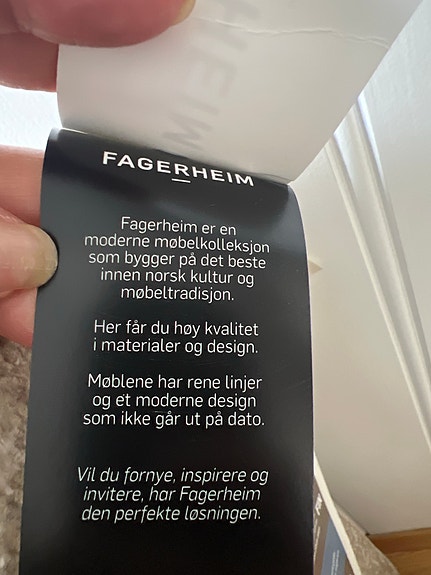 FAGERHEIM
Fagerheim er en
moderne møbelkolleksjon
som bygger på det beste
innen norsk kultur og
møbeltradisjon.
Her får du høy kvalitet
i materialer og design.
Møblene har rene linjer
og et moderne design
som ikke går ut på dato.
Vil du fornye, inspirere og
invitere, har Fagerheim
den perfekte løsningen.